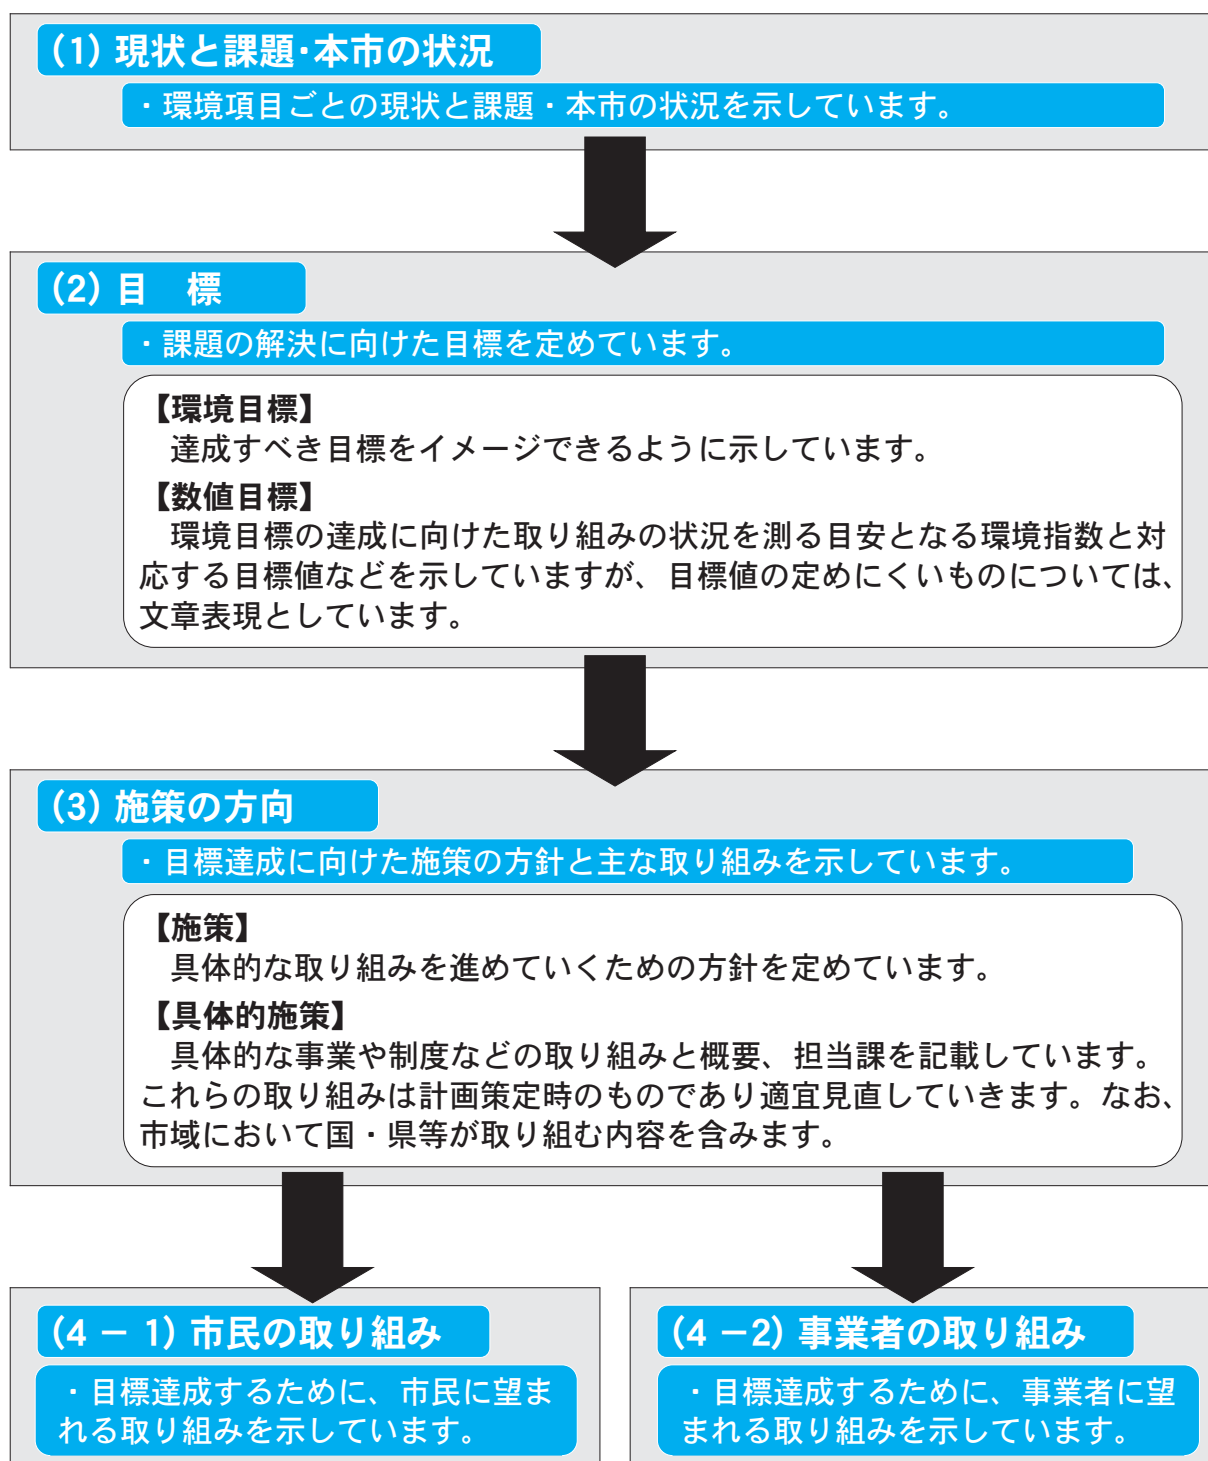 (1) 現状と課題・本市の状況
・環境項目ごとの現状と課題・本市の状況を示しています。
(2) 目　標
・課題の解決に向けた目標を定めています。
【環境目標】
　達成すべき目標をイメージできるように示しています。
【数値目標】
　環境目標の達成に向けた取り組みの状況を測る目安となる環境指数と対
応する目標値などを示していますが、目標値の定めにくいものについては、
文章表現としています。
(3) 施策の方向
・目標達成に向けた施策の方針と主な取り組みを示しています。
【施策】
　具体的な取り組みを進めていくための方針を定めています。
【具体的施策】
　具体的な事業や制度などの取り組みと概要、担当課を記載しています。
これらの取り組みは計画策定時のものであり適宜見直していきます。なお、
市域において国・県等が取り組む内容を含みます。
(4 － 1) 市民の取り組み
・目標達成するために、市民に望ま
れる取り組みを示しています。
(4 －2) 事業者の取り組み
・目標達成するために、事業者に望
まれる取り組みを示しています。